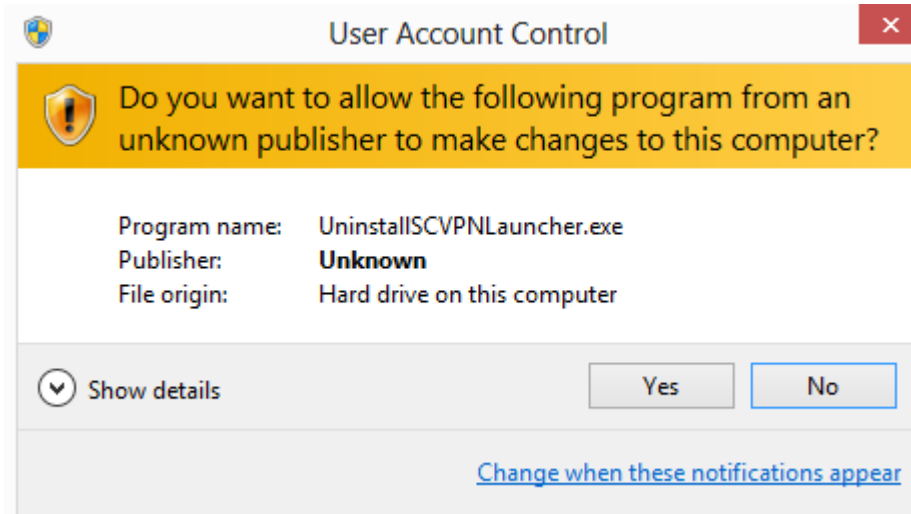 User Account Control
Do you want to allow the following program from an
unknown publisher to make changes to this computer?
Program name: UninstallSCVPNLauncher.exe
Publisher: Unknown
File origin: Hard drive on this computer
Show details
Yes No
Change when these notifications appear